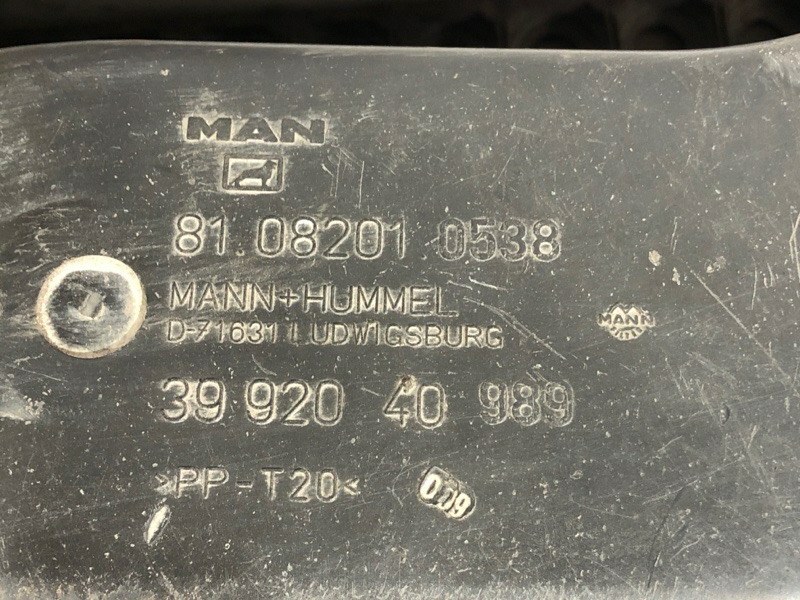 MAN
81.08201.0538
MANN+HUMMEL
D-71631 LUDWIGSBURG
MANN
39 920 40 989
>PP-T20<